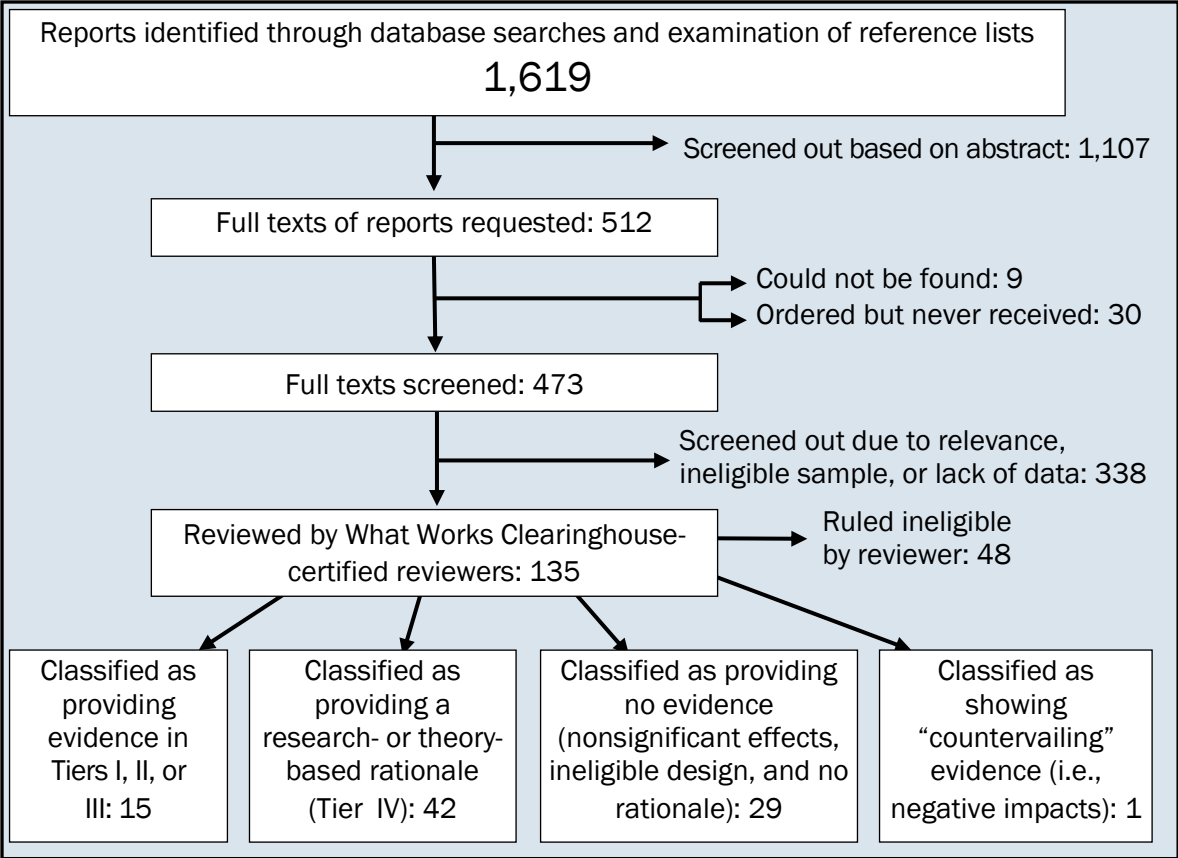 Reports identified through database searches and examination of reference lists
1,619
Screened out based on abstract: 1,107
Full texts of reports requested: 512
Could not be found: 9
Ordered but never received: 30
Full texts screened: 473
Screened out due to relevance,
ineligible sample, or lack of data: 338
Reviewed by What Works Clearinghouse-
certified reviewers: 135
Ruled ineligible
by reviewer: 48
Classified as
providing
evidence in
Tiers I, II, or
III: 15
Classified as
providing a
research- or theory-
based rationale
(Tier IV): 42
Classified as providing
no evidence
(nonsignificant effects,
ineligible design, and no
rationale): 29
Classified as
showing
“countervailing”
evidence (i.e.,
negative impacts): 1